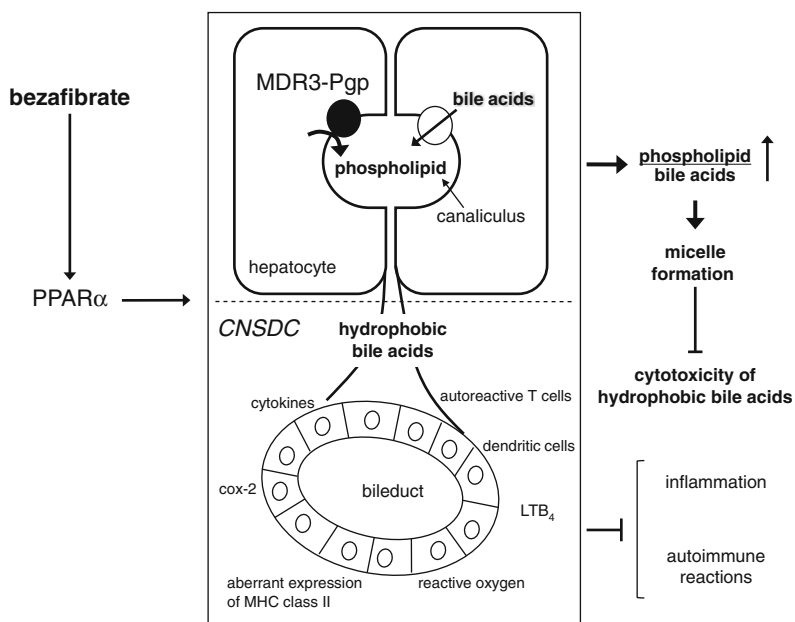 bezafibrate
PPARα
MDR3-Pgp
bile acids
phospholipid
canaliculus
hepatocyte
CNSDC
hydrophobic
bile acids
cytokines
autoreactive T cells
dendritic cells
cox-2
bileduct
LTB4
aberrant expression
of MHC class II
reactive oxygen
phospholipid
bile acids
micelle
formation
cytotoxicity of
hydrophobic bile acids
inflammation
autoimmune
reactions